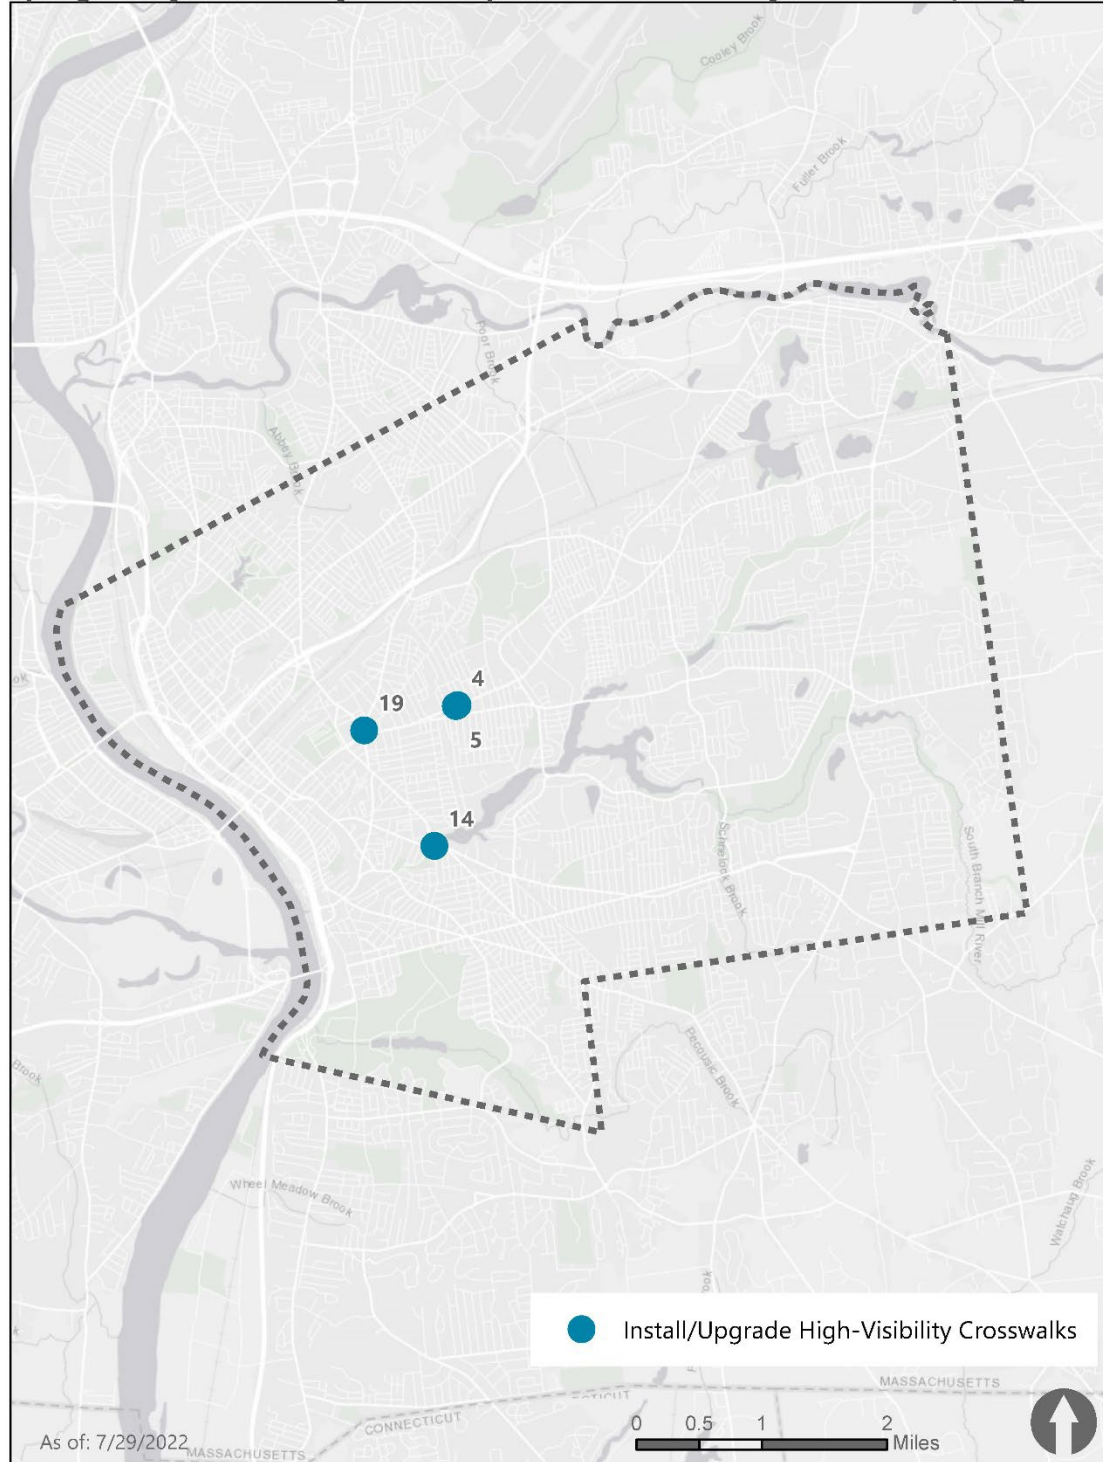 Cooley Brook
Fuller Brook
Poor Brook
Abbey Brook
4
19
5
14
Schneelock Brook
South Branch Mill River
Pecousic Brook
Brook
Wheel Meadow Brook
Watchaug Brook
Install/Upgrade High-Visibility Crosswalks
MASSACHUSETTS
CONNECTICUT
0 0.5 1 2
Miles
As of: 7/29/2022
MASSACHUSETTS